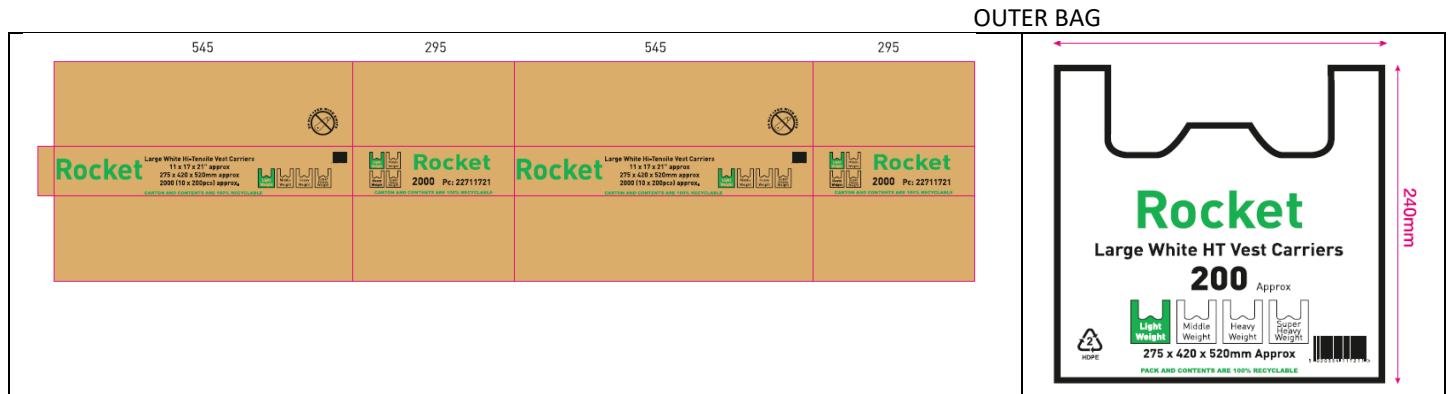 OUTER BAG
545
295
545
295
Rocket
Large White Hi-Tensile Vest Carriers
11 x 17 x 21" approx
275 x 420 x 520mm approx
2000 (10 x 200pcs) approx.
CARTON AND CONTENTS ARE 100% RECYCLABLE
Rocket
2000 Pc: 22711721
CARTON AND CONTENTS ARE 100% RECYCLABLE
Rocket
Large White Hi-Tensile Vest Carriers
11 x 17 x 21" approx
275 x 420 x 520mm approx
2000 (10 x 200pcs) approx.
CARTON AND CONTENTS ARE 100% RECYCLABLE
Rocket
2000 Pc: 22711721
CARTON AND CONTENTS ARE 100% RECYCLABLE
240mm
Rocket
Large White HT Vest Carriers
200 Approx
Light
Weight
Middle
Weight
Heavy
Weight
Super
Heavy
Weight
2
HDPE
275 x 420 x 520mm Approx
PACK AND CONTENTS ARE 100% RECYCLABLE